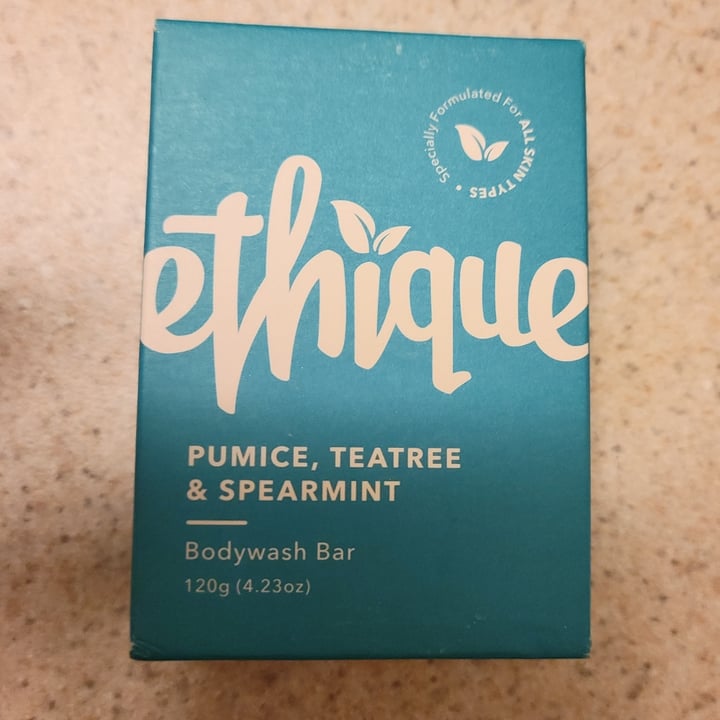 Specially Formulated For ALL SKIN TYPES •
ethique
PUMICE, TEATREE
& SPEARMINT
Bodywash Bar
120g (4.23oz)